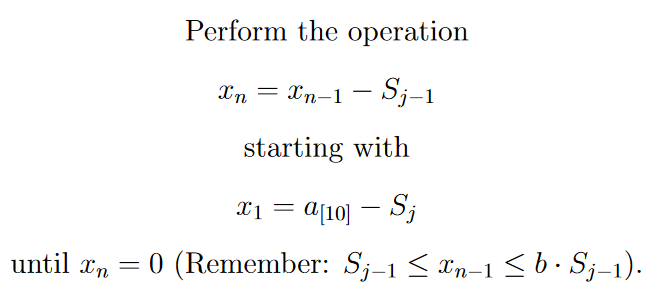 Perform the operation
xₙ = xₙ₋₁ − Sⱼ₋₁
starting with
x₁ = a₍[10]₎ − Sⱼ
until xₙ = 0 (Remember: Sⱼ₋₁ ≤ xₙ₋₁ ≤ b · Sⱼ₋₁).